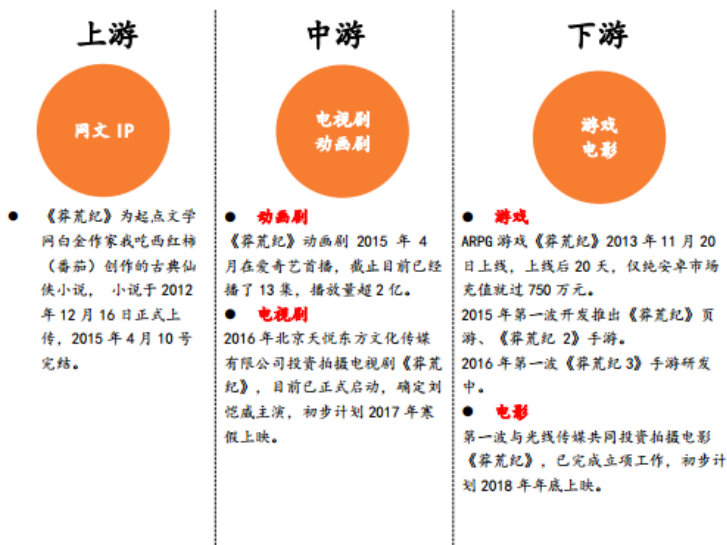 上游
网文 IP
● 《莽荒纪》为起点文学
网白金作家我吃西红柿
（番茄）创作的古典仙
侠小说， 小说于 2012
年 12 月 16 日正式上
传，2015 年 4 月 10 号
完结。
中游
电视剧
动画剧
● 动画剧
《莽荒纪》动画剧 2015 年 4
月在爱奇艺首播，截止目前已经
播了 13 集，播放量超 2 亿。
● 电视剧
2016 年北京天悦东方文化传媒
有限公司投资拍摄电视剧《莽荒
纪》，目前已正式启动，确定刘
恺威主演，初步计划 2017 年寒
假上映。
下游
游戏
电影
● 游戏
ARPG 游戏《莽荒纪》2013 年 11 月 20
日上线，上线后 20 天，仅纯安卓市场
充值就过 750 万元。
2015 年第一波开发推出《莽荒纪》页
游、《莽荒纪 2》手游。
2016 年第一波《莽荒纪 3》手游研发
中。
● 电影
第一波与光线传媒共同投资拍摄电影
《莽荒纪》，已完成立项工作，初步计
划 2018 年年底上映。